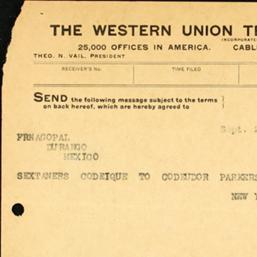 THE WESTERN UNION T
INCORPORATED
25,000 OFFICES IN AMERICA. CABL
THEO. N. VAIL, PRESIDENT
RECEIVER'S No. TIME FILED
SEND the following message subject to the terms
on back hereof, which are hereby agreed to
Sept.
FRNAGOPAL
DURANGO
MEXICO
SEXTANERS CODEIQUE TO CODEUDOR PARKERS
NEW Y